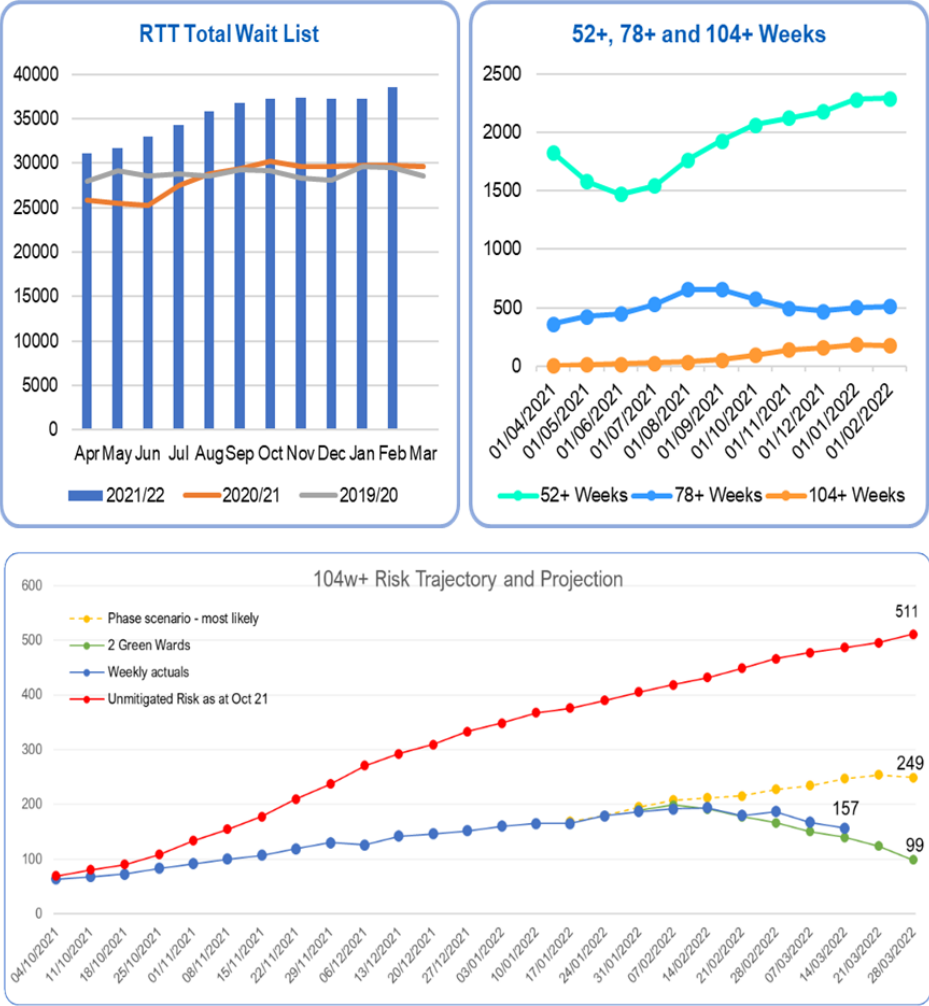 RTT Total Wait List
40000
35000
30000
25000
20000
15000
10000
5000
0
Apr May Jun Jul Aug Sep Oct Nov Dec Jan Feb Mar
2021/22 2020/21 2019/20
52+, 78+ and 104+ Weeks
2500
2000
1500
1000
500
0
01/04/2021 01/05/2021 01/06/2021 01/07/2021 01/08/2021 01/09/2021 01/10/2021 01/11/2021 01/12/2021 01/01/2022 01/02/2022
52+ Weeks 78+ Weeks 104+ Weeks
104w+ Risk Trajectory and Projection
600
500
400
300
200
100
0
Phase scenario - most likely
2 Green Wards
Weekly actuals
Unmitigated Risk as at Oct 21
511
249
157
99
04/10/2021 11/10/2021 18/10/2021 25/10/2021 01/11/2021 08/11/2021 15/11/2021 22/11/2021 29/11/2021 06/12/2021 13/12/2021 20/12/2021 27/12/2021 03/01/2022 10/01/2022 17/01/2022 24/01/2022 31/01/2022 07/02/2022 14/02/2022 21/02/2022 28/02/2022 07/03/2022 14/03/2022 21/03/2022 28/03/2022